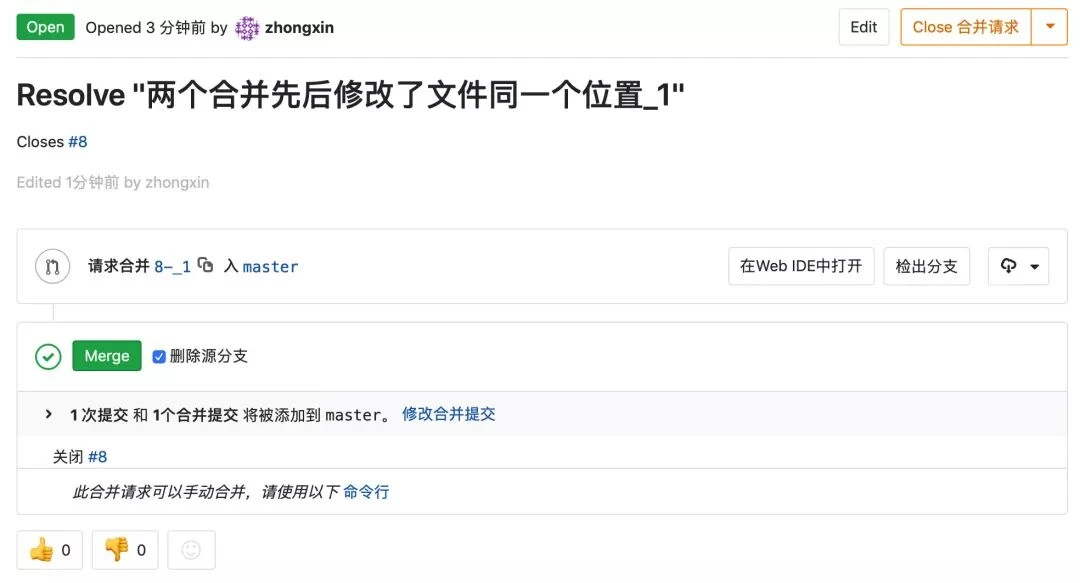 Open Opened 3 分钟前 by zhongxin Edit Close 合并请求
Resolve "两个合并先后修改了文件同一个位置_1"
Closes #8
Edited 1分钟前 by zhongxin
请求合并 8-_1 入 master 在Web IDE中打开 检出分支
Merge 删除源分支
1 次提交 和 1个合并提交 将被添加到 master。 修改合并提交
关闭 #8
此合并请求可以手动合并，请使用以下 命令行
0 0